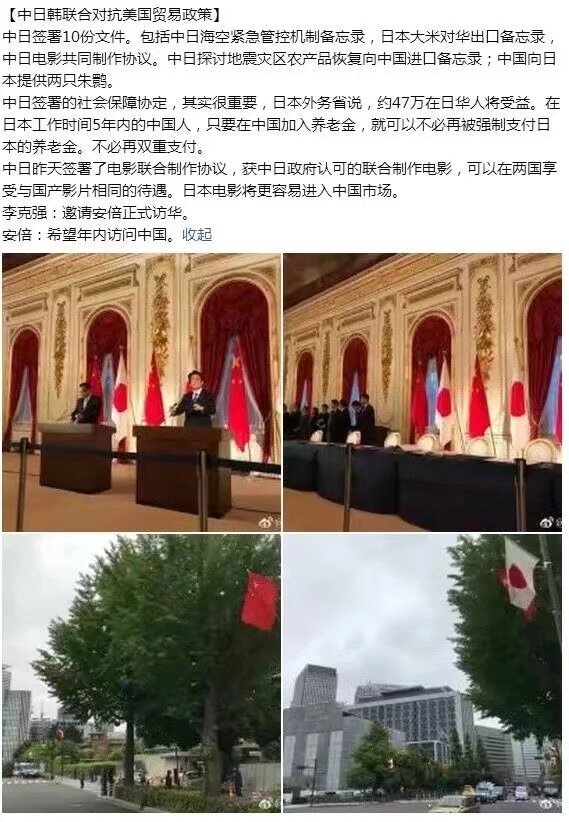 【中日韩联合对抗美国贸易政策】
中日签署10份文件。包括中日海空紧急管控机制备忘录，日本大米对华出口备忘录，
中日电影共同制作协议。中日探讨地震灾区农产品恢复向中国进口备忘录；中国向日
本提供两只朱鹮。
中日签署的社会保障协定，其实很重要，日本外务省说，约47万在日华人将受益。在
日本工作时间5年内的中国人，只要在中国加入养老金，就可以不必再被强制支付日
本的养老金。不必再双重支付。
中日昨天签署了电影联合制作协议，获中日政府认可的联合制作电影，可以在两国享
受与国产影片相同的待遇。日本电影将更容易进入中国市场。
李克强：邀请安倍正式访华。
安倍：希望年内访问中国。收起